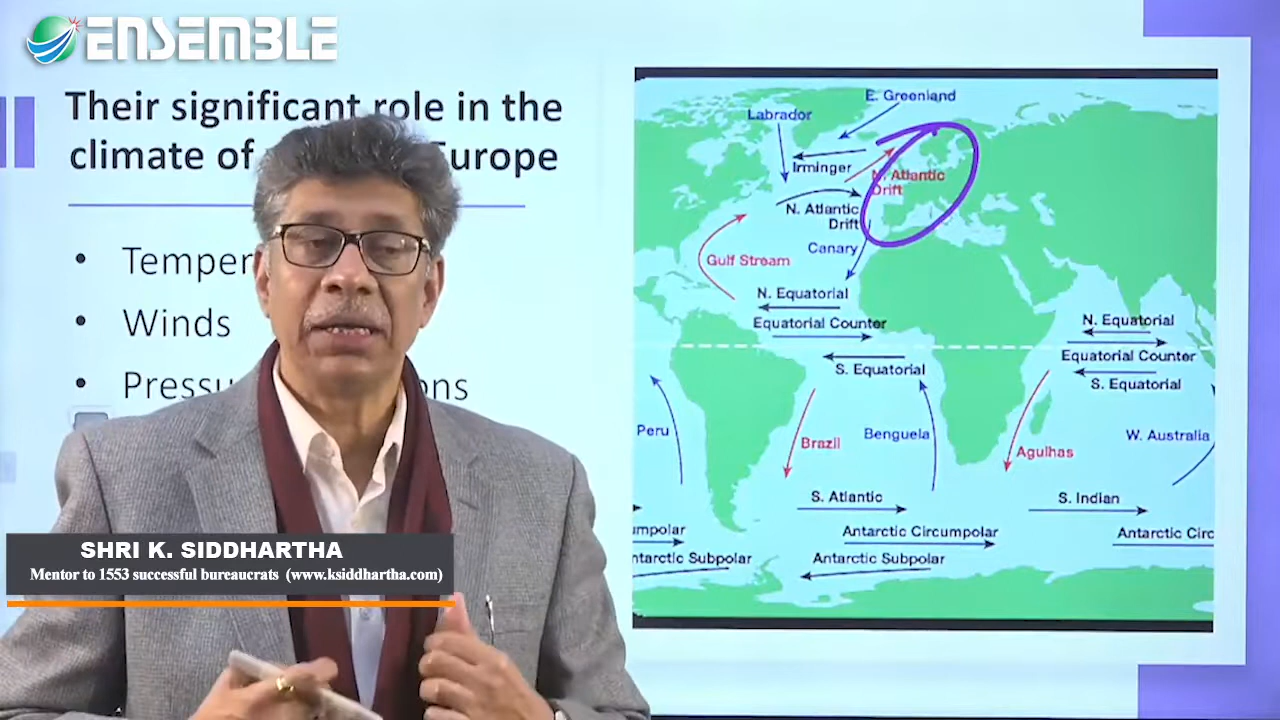 ENSEMBLE
Their significant role in the
climate of Europe
• Temper
• Winds
• Pressu ons
SHRI K. SIDDHARTHA
Mentor to 1553 successful bureaucrats (www.ksiddhartha.com)
E. Greenland
Labrador
Irminger
N. Atlantic
Drift
N. Atlantic
Drift
Canary
Gulf Stream
N. Equatorial
Equatorial Counter
S. Equatorial
N. Equatorial
Equatorial Counter
S. Equatorial
Peru
Brazil
Benguela
Agulhas
W. Australia
S. Atlantic
S. Indian
umpolar
Antarctic Circumpolar
Antarctic Circ
ntarctic Subpolar
Antarctic Subpolar